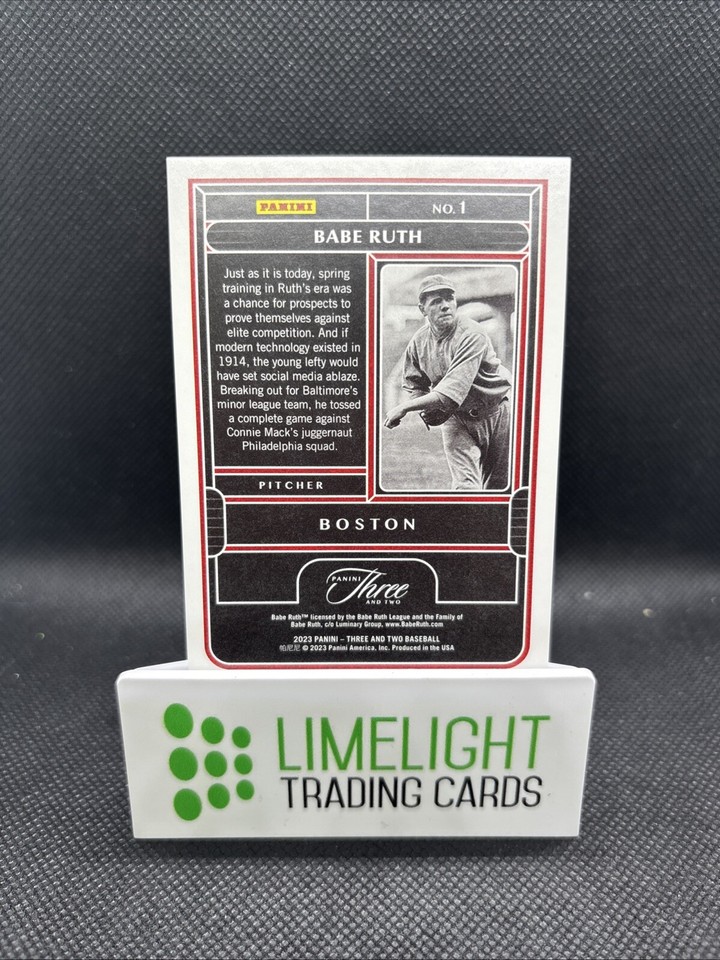 PANINI
NO. 1
BABE RUTH
Just as it is today, spring
training in Ruth's era was
a chance for prospects to
prove themselves against
elite competition. And if
modern technology existed in
1914, the young lefty would
have set social media ablaze.
Breaking out for Baltimore's
minor league team, he tossed
a complete game against
Connie Mack's juggernaut
Philadelphia squad.
PITCHER
BOSTON
PANINI
Three
AND TWO
Babe Ruth™ licensed by the Babe Ruth League and the Family of
Babe Ruth, c/o Luminary Group, www.BabeRuth.com
2023 PANINI – THREE AND TWO BASEBALL
帕尼尼 © 2023 Panini America, Inc. Produced in the USA
LIMELIGHT
TRADING CARDS